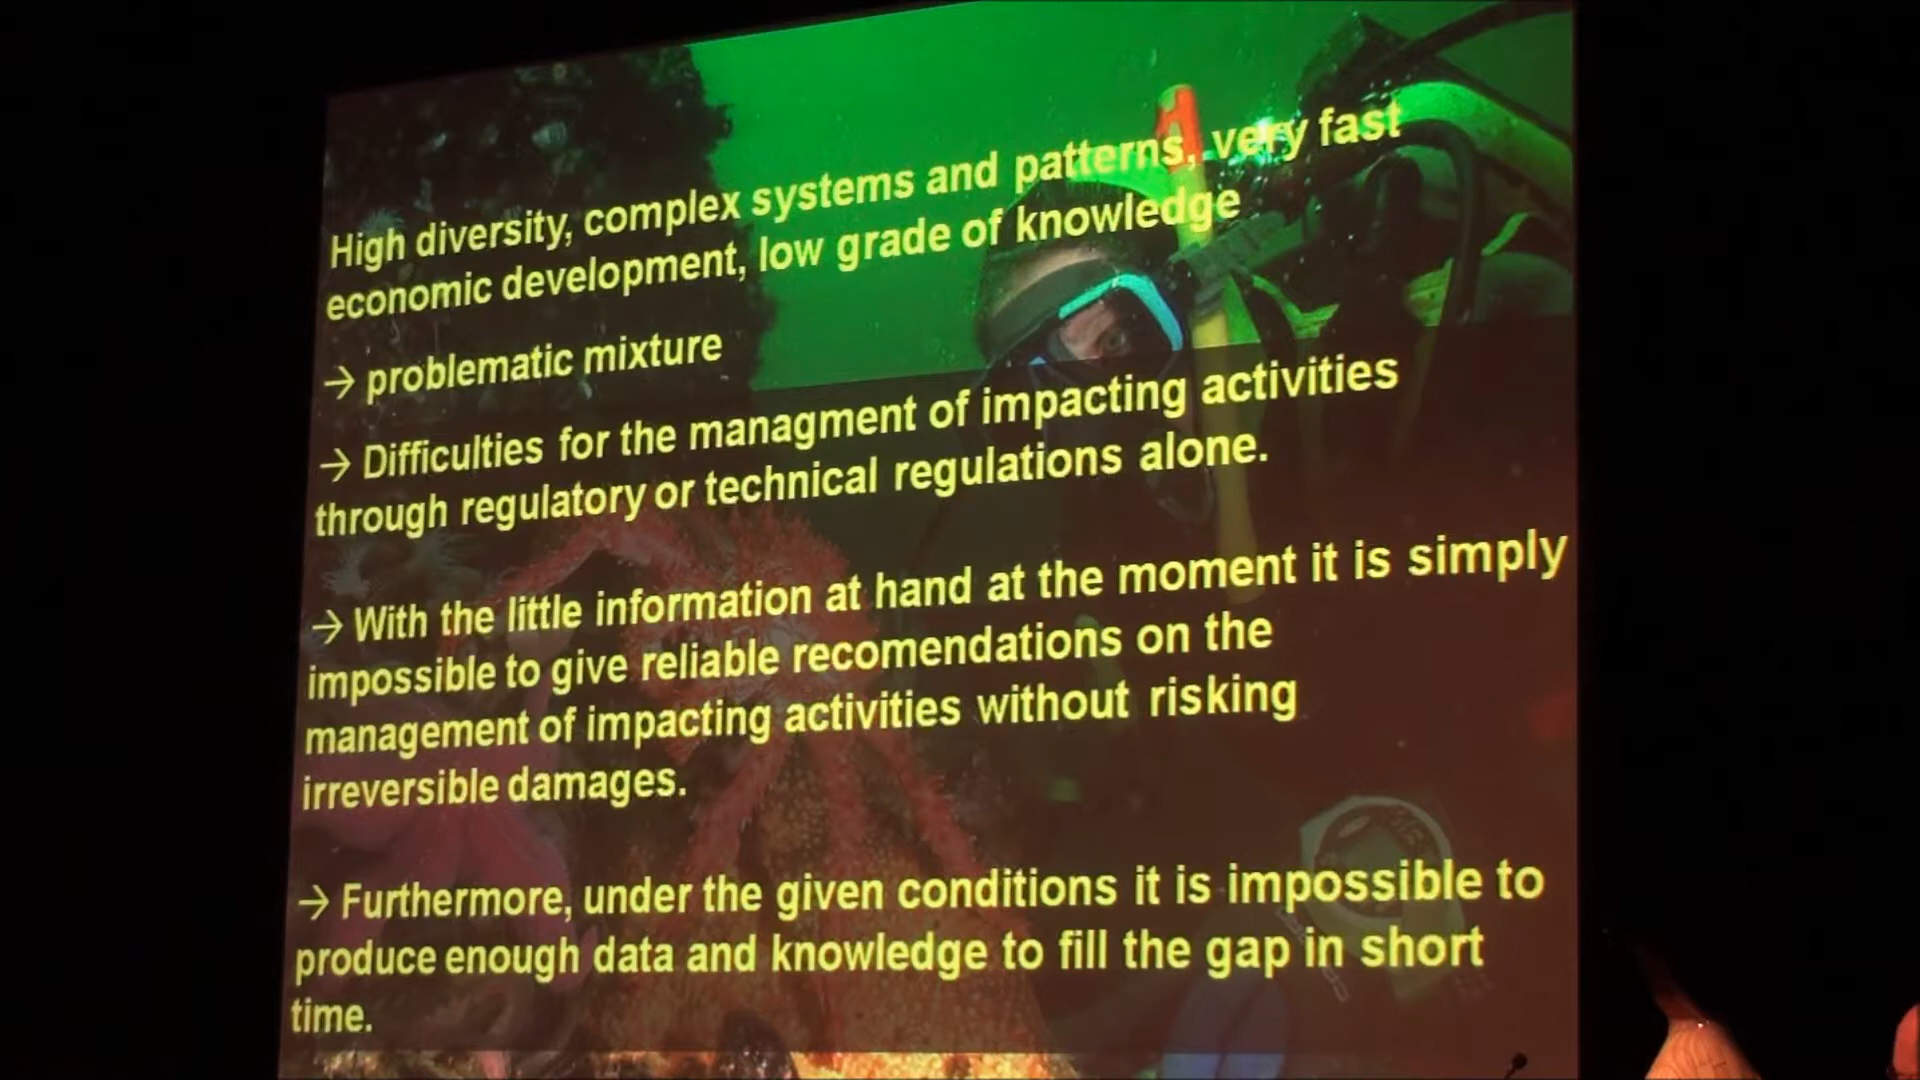 High diversity, complex systems and patterns, very fast
economic development, low grade of knowledge
→ problematic mixture
→ Difficulties for the managment of impacting activities
through regulatory or technical regulations alone.
→ With the little information at hand at the moment it is simply
impossible to give reliable recomendations on the
management of impacting activities without risking
irreversible damages.
→ Furthermore, under the given conditions it is impossible to
produce enough data and knowledge to fill the gap in short
time.